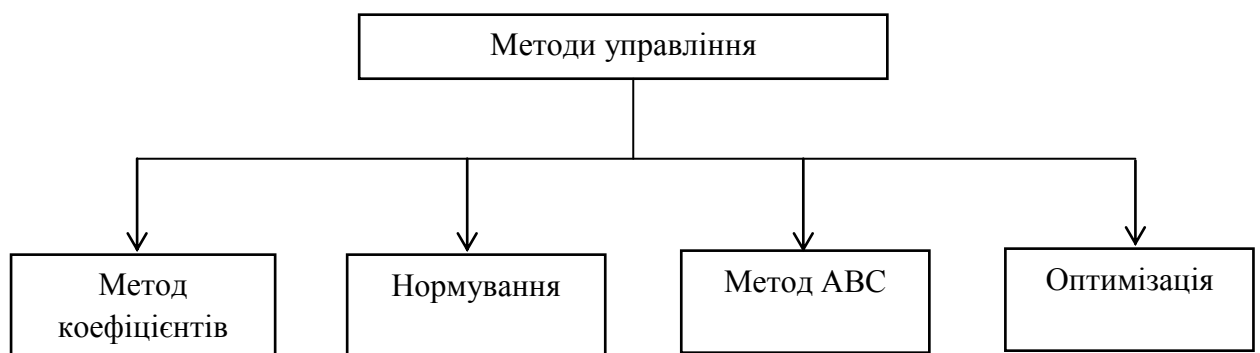 Методи управління
Метод
коефіцієнтів
Нормування
Метод АВС
Оптимізація